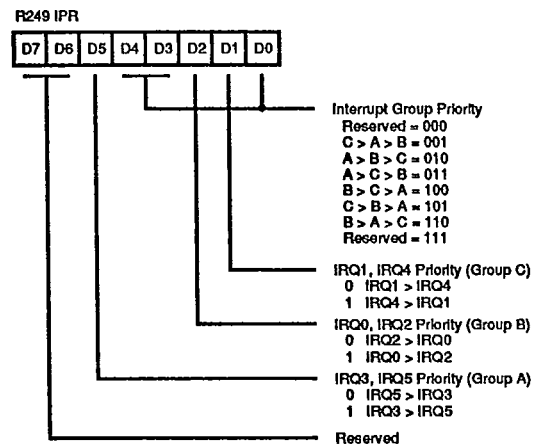 R249 IPR
D7 D6 D5 D4 D3 D2 D1 D0
Interrupt Group Priority
Reserved = 000
C > A > B = 001
A > B > C = 010
A > C > B = 011
B > C > A = 100
C > B > A = 101
B > A > C = 110
Reserved = 111
IRQ1, IRQ4 Priority (Group C)
0 IRQ1 > IRQ4
1 IRQ4 > IRQ1
IRQ0, IRQ2 Priority (Group B)
0 IRQ2 > IRQ0
1 IRQ0 > IRQ2
IRQ3, IRQ5 Priority (Group A)
0 IRQ5 > IRQ3
1 IRQ3 > IRQ5
Reserved